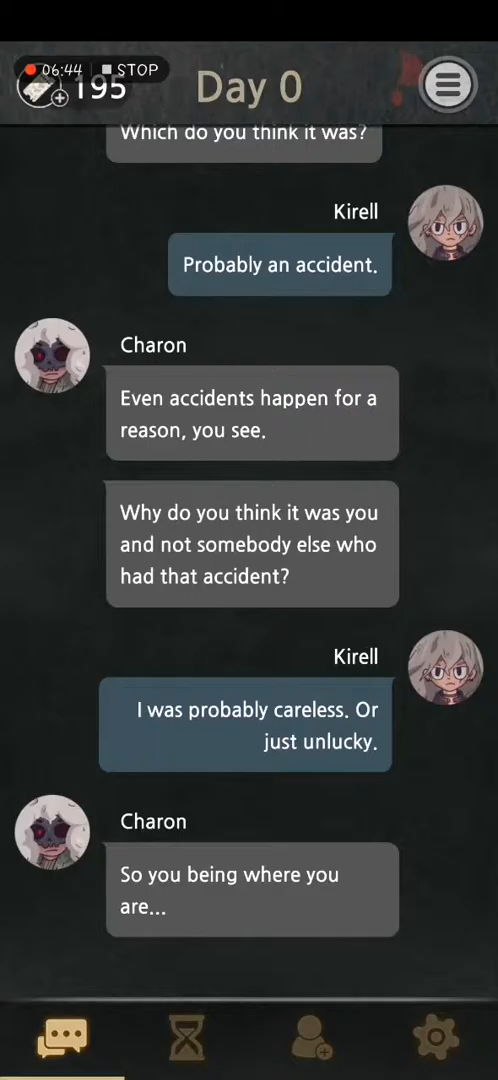 06:44 STOP
195
Day 0
Which do you think it was?
Kirell
Probably an accident.
Charon
Even accidents happen for a
reason, you see.
Why do you think it was you
and not somebody else who
had that accident?
Kirell
I was probably careless. Or
just unlucky.
Charon
So you being where you
are...